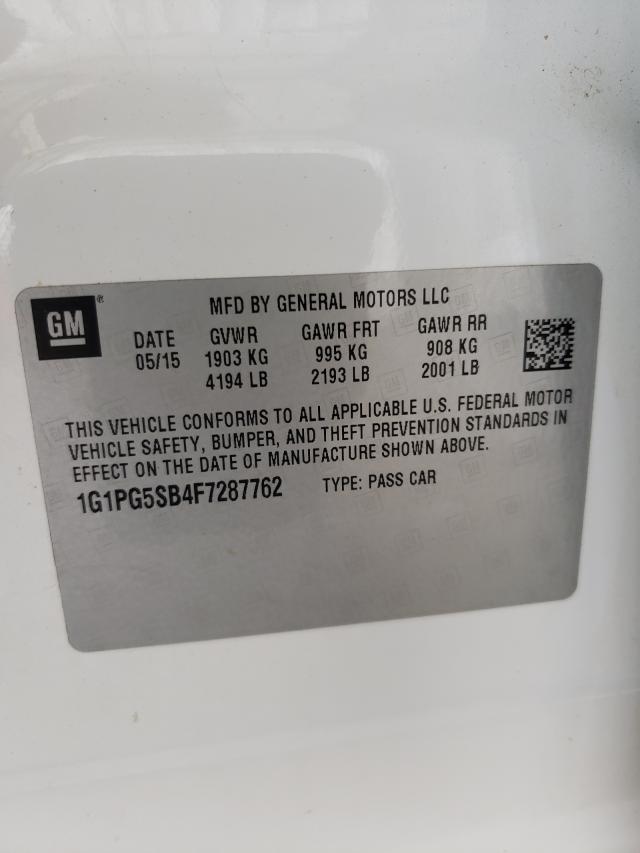 GM ®
MFD BY GENERAL MOTORS LLC
DATE GVWR GAWR FRT GAWR RR
05/15 1903 KG 995 KG 908 KG
4194 LB 2193 LB 2001 LB
THIS VEHICLE CONFORMS TO ALL APPLICABLE U.S. FEDERAL MOTOR
VEHICLE SAFETY, BUMPER, AND THEFT PREVENTION STANDARDS IN
EFFECT ON THE DATE OF MANUFACTURE SHOWN ABOVE.
1G1PG5SB4F7287762 TYPE: PASS CAR